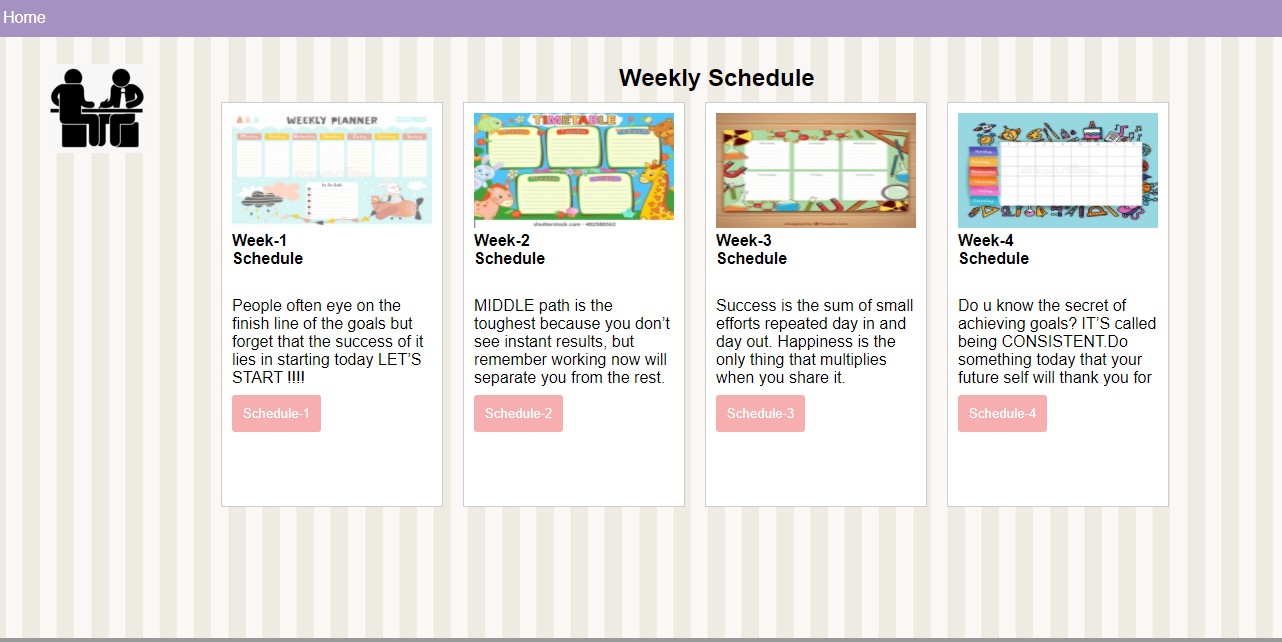 Home
Weekly Schedule
WEEKLY PLANNER
TIMETABLE
shutterstock.com
Week-1
Schedule
Week-2
Schedule
Week-3
Schedule
Week-4
Schedule
People often eye on the
finish line of the goals but
forget that the success of it
lies in starting today LET’S
START !!!!
MIDDLE path is the
toughest because you don’t
see instant results, but
remember working now will
separate you from the rest.
Success is the sum of small
efforts repeated day in and
day out. Happiness is the
only thing that multiplies
when you share it.
Do u know the secret of
achieving goals? IT’S called
being CONSISTENT.Do
something today that your
future self will thank you for
Schedule-1
Schedule-2
Schedule-3
Schedule-4